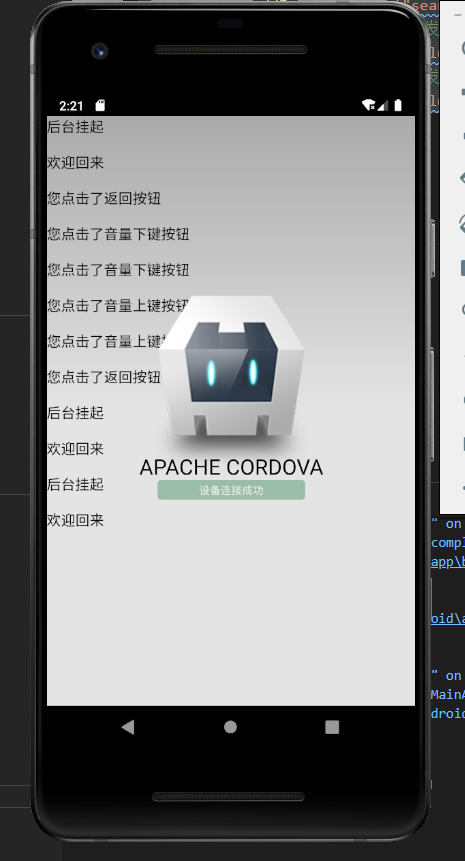 2:21
后台挂起
欢迎回来
您点击了返回按钮
您点击了音量下键按钮
您点击了音量下键按钮
您点击了音量上键按钮
您点击了音量上键按
您点击了返回按钮
后台挂起
欢迎回来
后台挂起
欢迎回来
APACHE CORDOVA
设备连接成功
" on
compl
app\b
oid\a
" on
MainA
droid